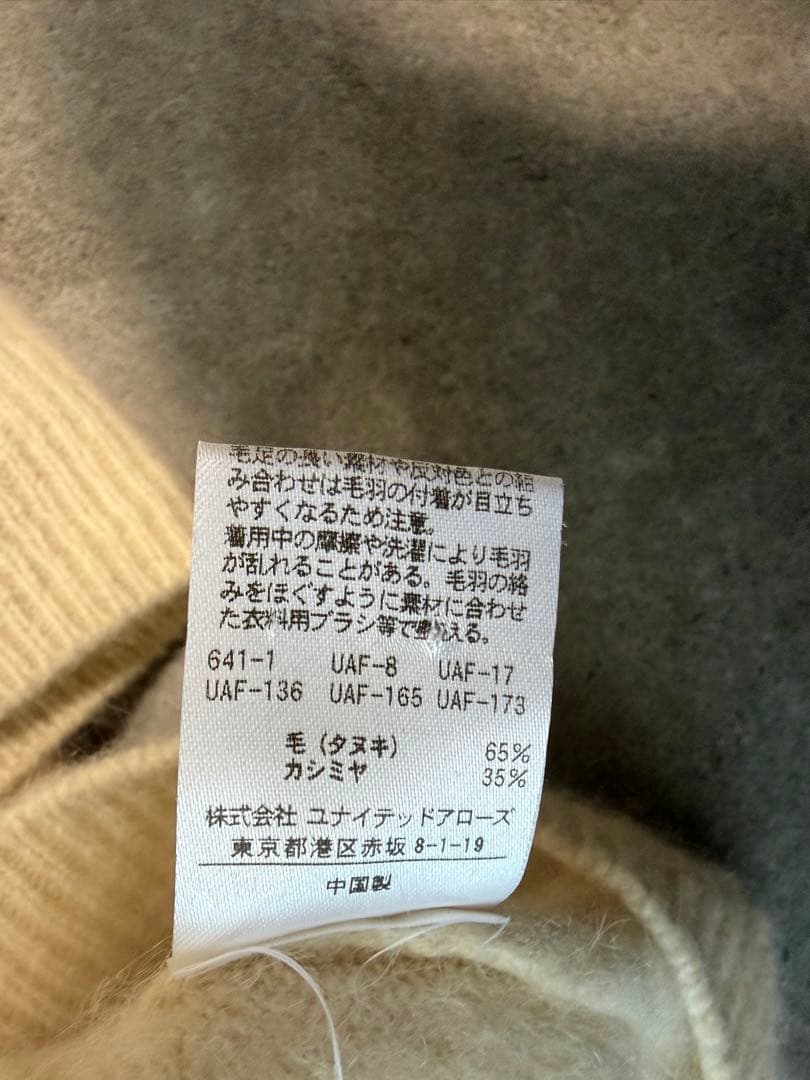 毛足の長い素材や反対色との組
み合わせは毛羽の付着が目立ち
やすくなるため注意。
着用中の摩擦や洗濯により毛羽
が乱れることがある。毛羽の絡
みをほぐすように素材に合わせ
た衣料用ブラシ等で整える。
641-1 UAF-8 UAF-17
UAF-136 UAF-165 UAF-173
毛(タヌキ) 65%
カシミヤ 35%
株式会社 ユナイテッドアローズ
東京都港区赤坂 8-1-19
中国製